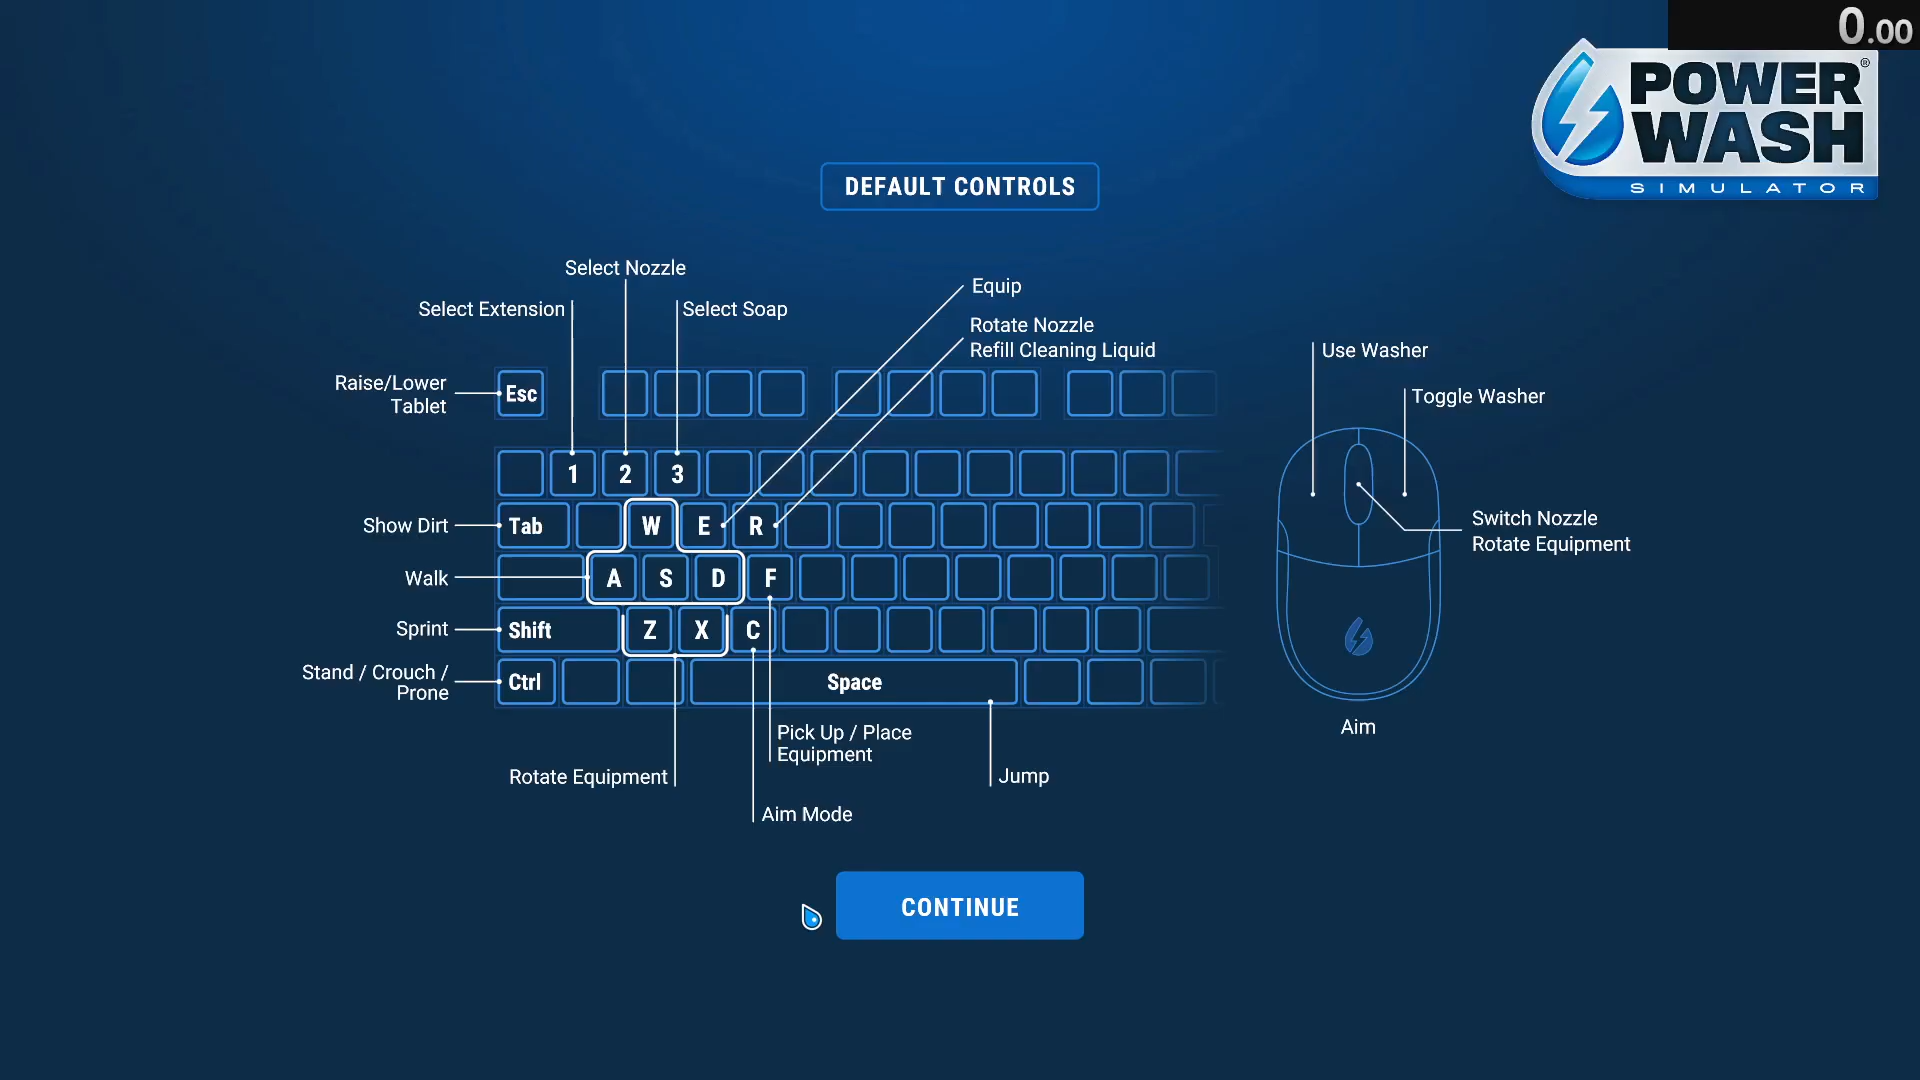 0.00
POWER®
WASH
SIMULATOR
DEFAULT CONTROLS
Select Nozzle
Select Extension
Select Soap
Equip
Rotate Nozzle
Refill Cleaning Liquid
Raise/Lower
Tablet
Esc
1 2 3
Show Dirt
Tab W E R
Walk
A S D F
Sprint
Shift Z X C
Stand / Crouch /
Prone
Ctrl Space
Rotate Equipment
Pick Up / Place
Equipment
Aim Mode
Jump
Use Washer
Toggle Washer
Switch Nozzle
Rotate Equipment
Aim
CONTINUE